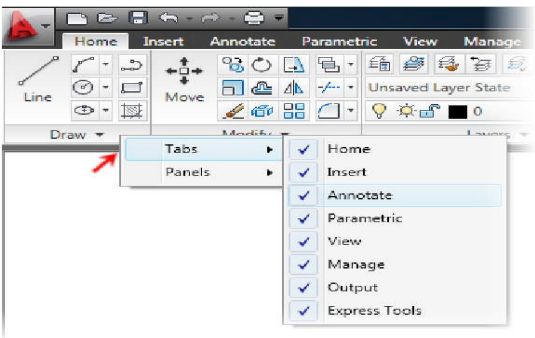 Home Insert Annotate Parametric View Manage
Line Move Unsaved Layer State
0
Draw Modify Layers
Tabs
Panels
Home
Insert
Annotate
Parametric
View
Manage
Output
Express Tools